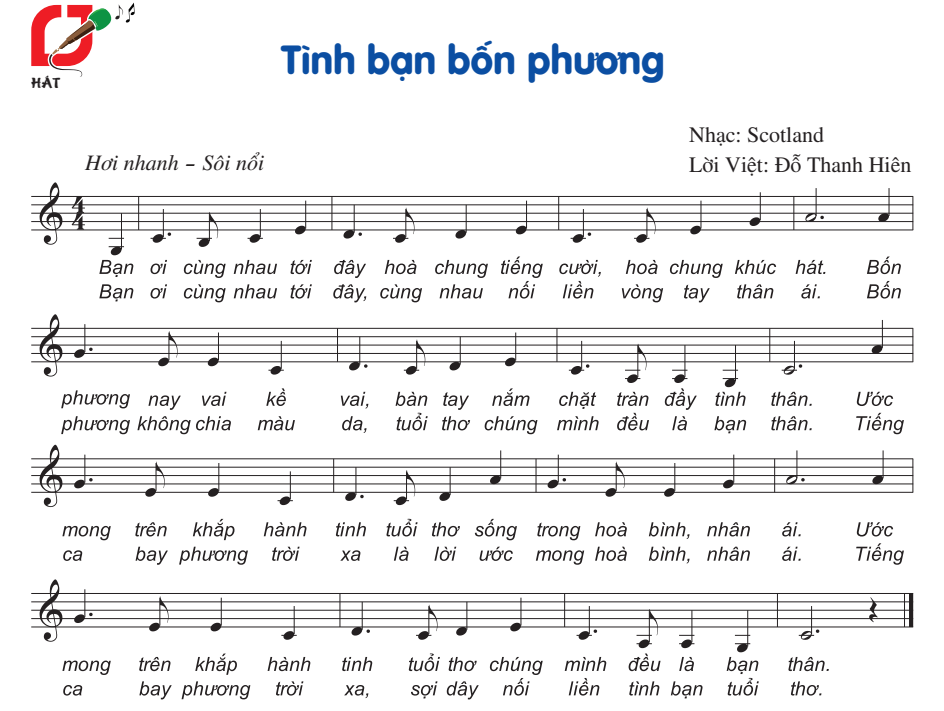 HÁT
Tình bạn bốn phương
Nhạc: Scotland
Hơi nhanh – Sôi nổi
Lời Việt: Đỗ Thanh Hiên
4
4
Bạn ơi cùng nhau tới đây hoà chung tiếng cười, hoà chung khúc hát. Bốn
Bạn ơi cùng nhau tới đây, cùng nhau nối liền vòng tay thân ái. Bốn
phương nay vai kề vai, bàn tay nắm chặt tràn đầy tình thân. Ước
phương không chia màu da, tuổi thơ chúng mình đều là bạn thân. Tiếng
mong trên khắp hành tinh tuổi thơ sống trong hoà bình, nhân ái. Ước
ca bay phương trời xa là lời ước mong hoà bình, nhân ái. Tiếng
mong trên khắp hành tinh tuổi thơ chúng mình đều là bạn thân.
ca bay phương trời xa, sợi dây nối liền tình bạn tuổi thơ.